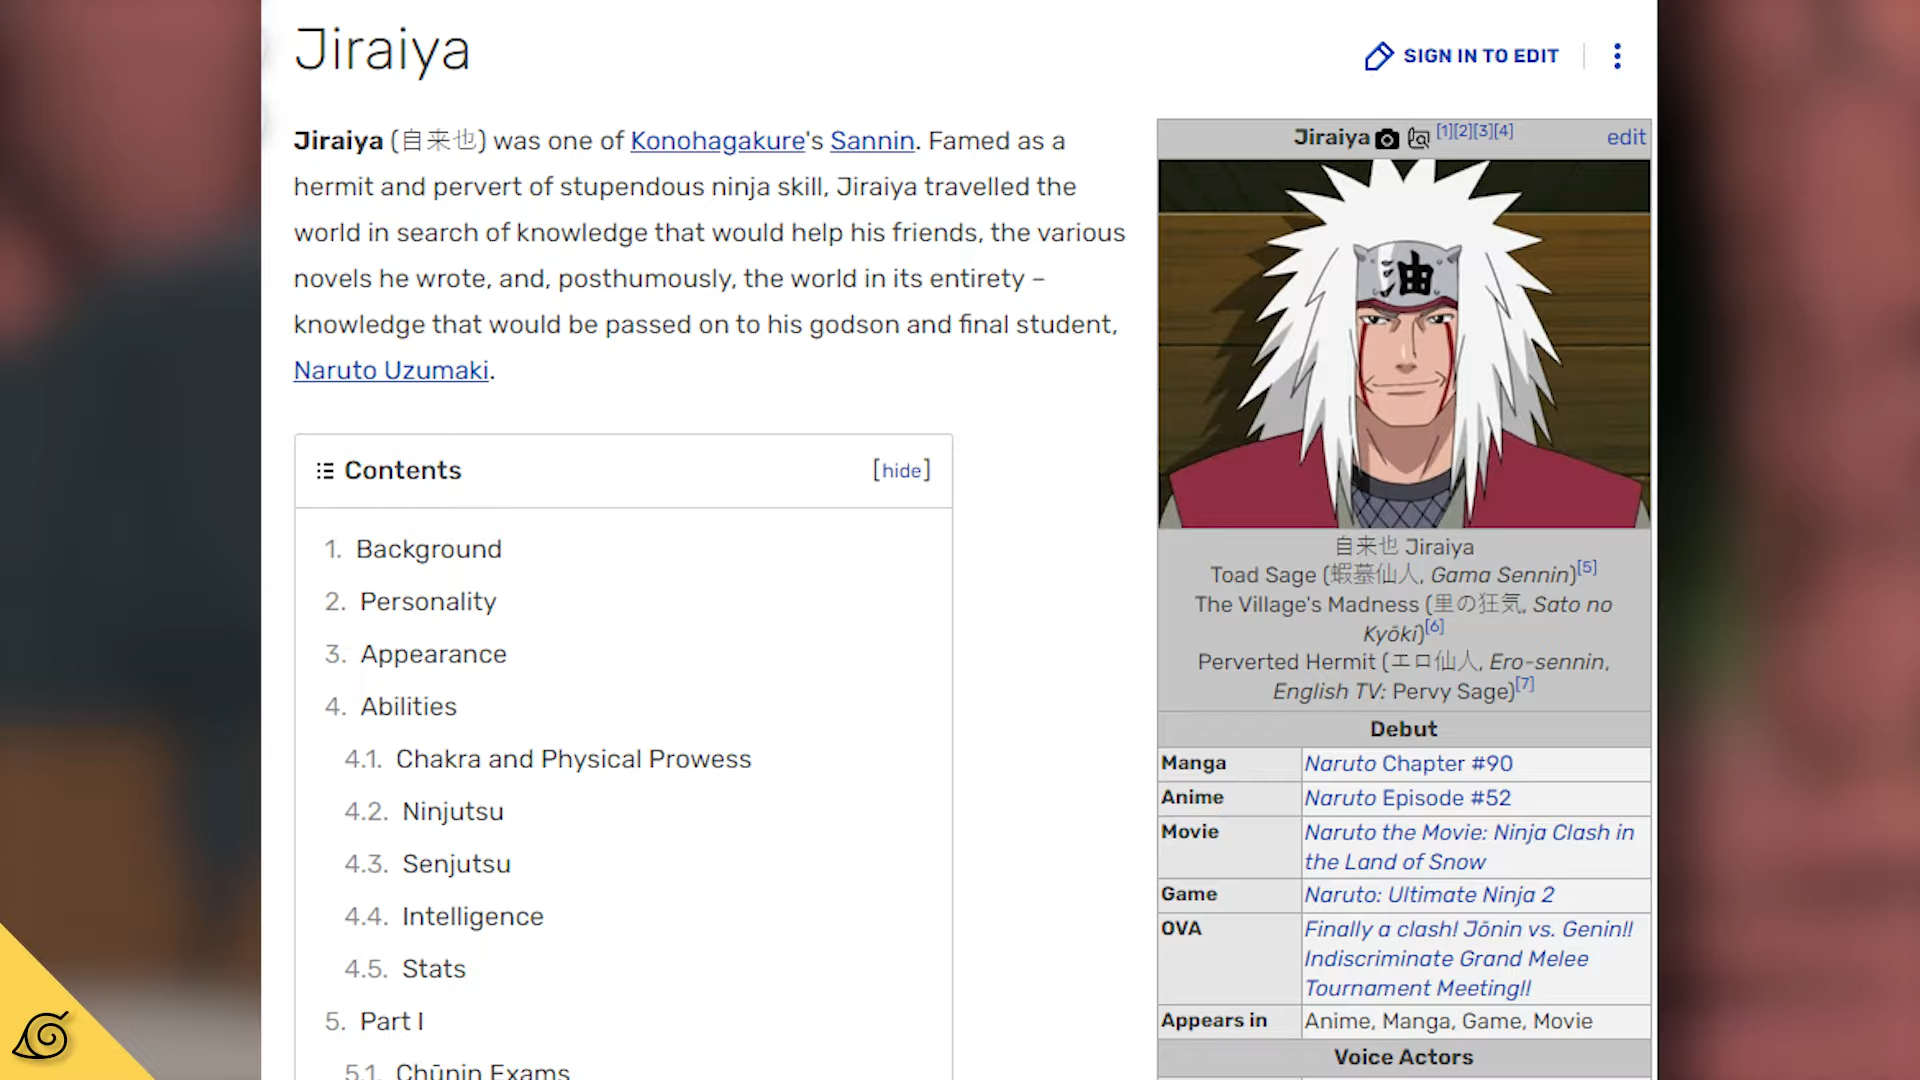 Jiraiya
SIGN IN TO EDIT
Jiraiya (自来也) was one of Konohagakure's Sannin. Famed as a
hermit and pervert of stupendous ninja skill, Jiraiya travelled the
world in search of knowledge that would help his friends, the various
novels he wrote, and, posthumously, the world in its entirety –
knowledge that would be passed on to his godson and final student,
Naruto Uzumaki.
Contents [hide]
1. Background
2. Personality
3. Appearance
4. Abilities
4.1. Chakra and Physical Prowess
4.2. Ninjutsu
4.3. Senjutsu
4.4. Intelligence
4.5. Stats
5. Part I
5.1. Chūnin Exams
Jiraiya [1][2][3][4] edit
油
自来也 Jiraiya
Toad Sage (蝦蟇仙人, Gama Sennin)[5]
The Village's Madness (里の狂気, Sato no
Kyōki)[6]
Perverted Hermit (エロ仙人, Ero-sennin,
English TV: Pervy Sage)[7]
Debut
Manga Naruto Chapter #90
Anime Naruto Episode #52
Movie Naruto the Movie: Ninja Clash in
the Land of Snow
Game Naruto: Ultimate Ninja 2
OVA Finally a clash! Jōnin vs. Genin!!
Indiscriminate Grand Melee
Tournament Meeting!!
Appears in Anime, Manga, Game, Movie
Voice Actors